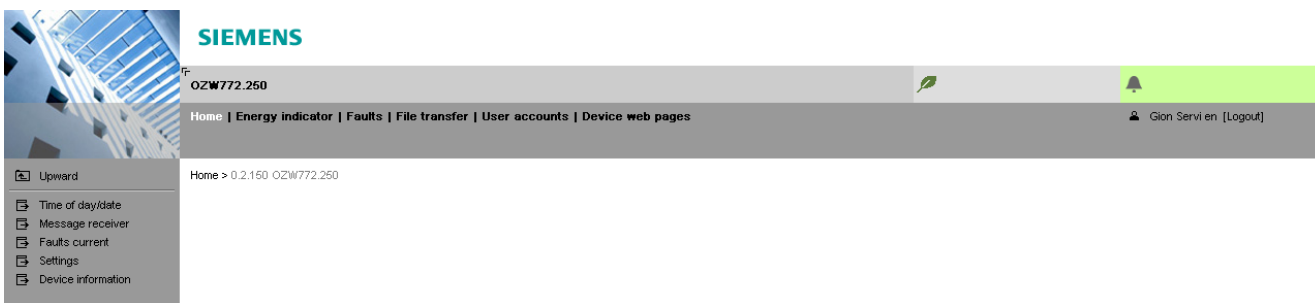 SIEMENS
OZW772.250
Home | Energy indicator | Faults | File transfer | User accounts | Device web pages
Gion Servi en [Logout]
Upward
Home > 0.2.150 OZW772.250
Time of day/date
Message receiver
Faults current
Settings
Device information